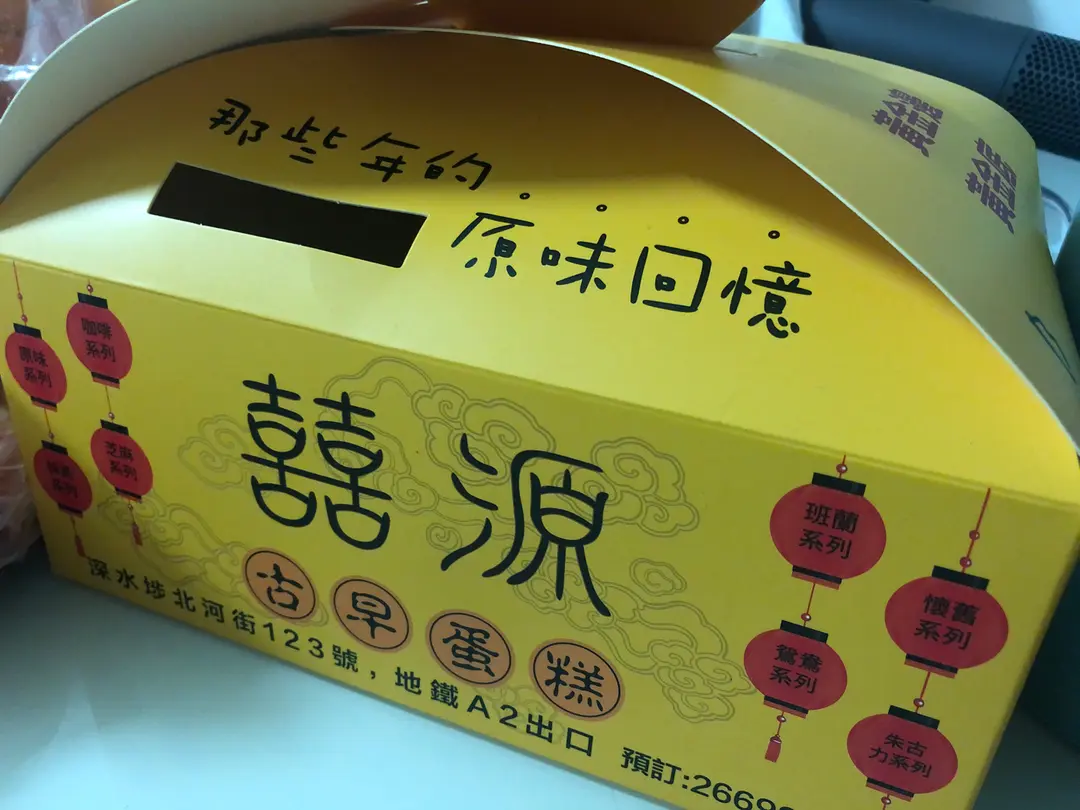 那些年的....
原味回憶
咖啡
系列
原味
系列
芝麻
系列
系列
囍源
古早蛋糕
班蘭
系列
懷舊
系列
鴛鴦
系列
朱古
力系列
深水埗北河街123號，地鐵A2出口
預訂:2669